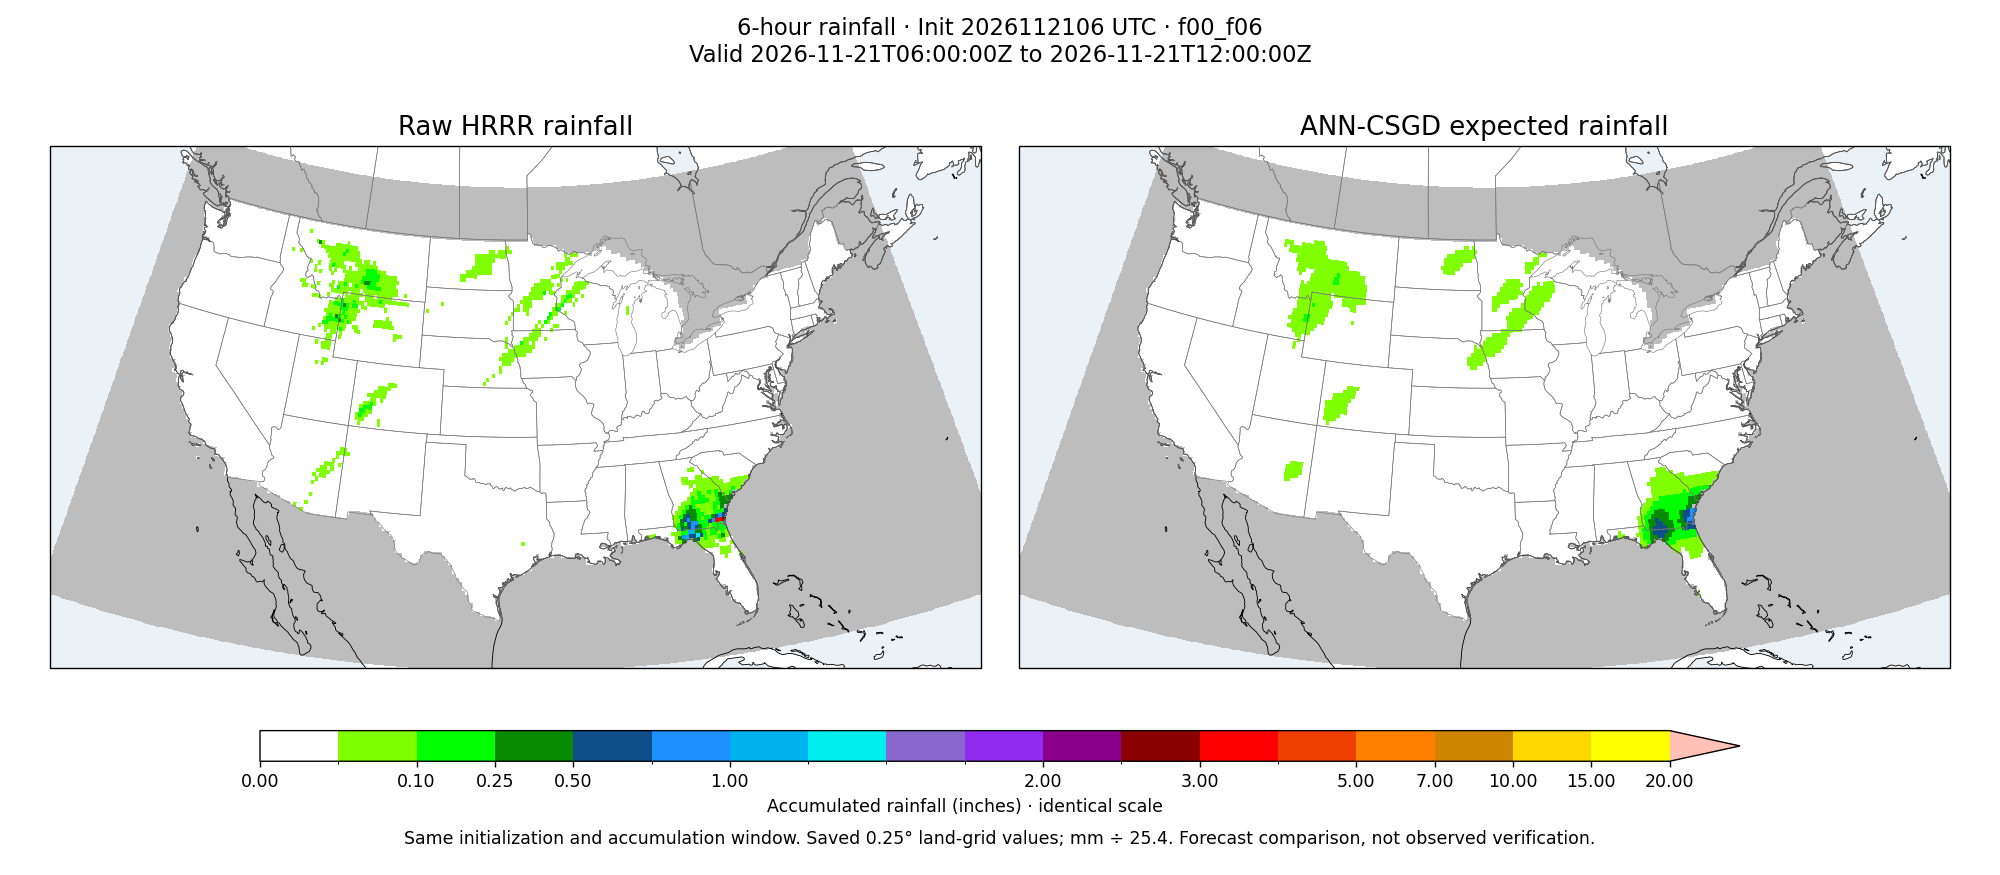 6-hour rainfall · Init 2026112106 UTC · f00_f06
Valid 2026-11-21T06:00:00Z to 2026-11-21T12:00:00Z
Raw HRRR rainfall
ANN-CSGD expected rainfall
0.00 0.10 0.25 0.50 1.00 2.00 3.00 5.00 7.00 10.00 15.00 20.00
Accumulated rainfall (inches) · identical scale
Same initialization and accumulation window. Saved 0.25° land-grid values; mm ÷ 25.4. Forecast comparison, not observed verification.